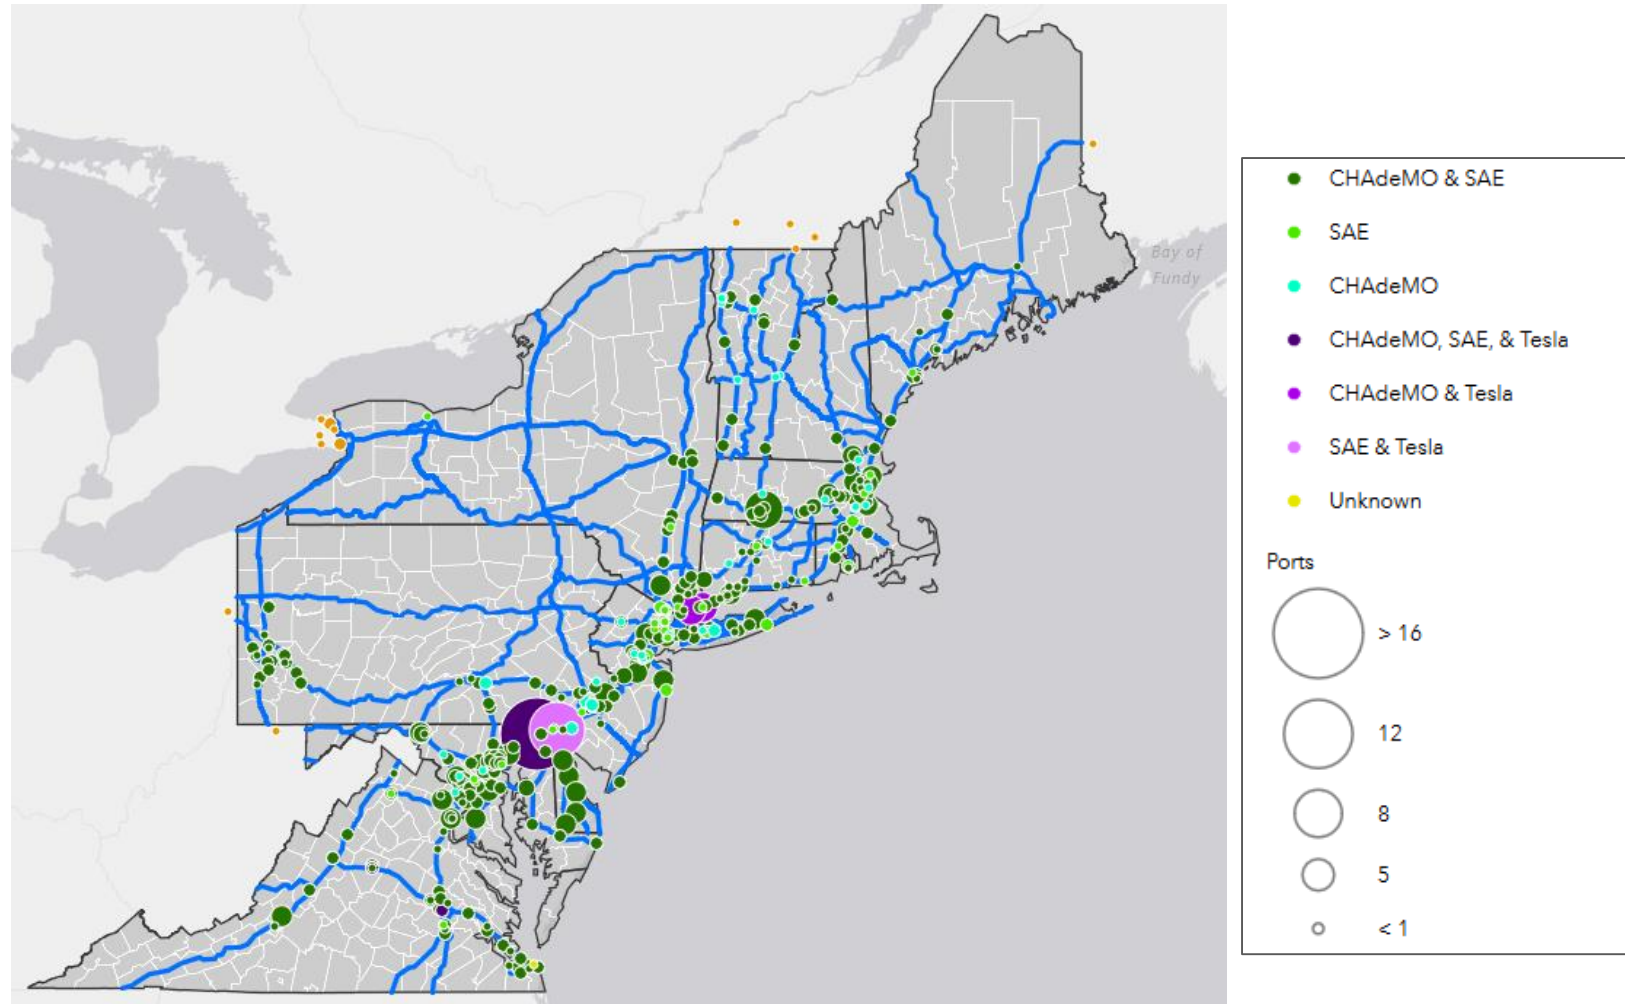 Bay of
Fundy
CHAdeMO & SAE
SAE
CHAdeMO
CHAdeMO, SAE, & Tesla
CHAdeMO & Tesla
SAE & Tesla
Unknown
Ports
> 16
12
8
5
< 1